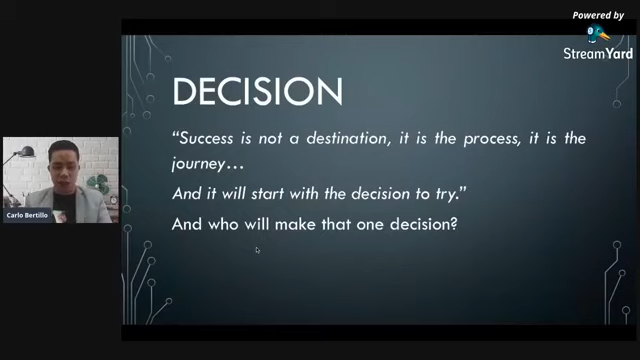 Powered by
StreamYard
DECISION
“Success is not a destination, it is the process, it is the
journey…
And it will start with the decision to try.”
And who will make that one decision?
Carlo Bertillo